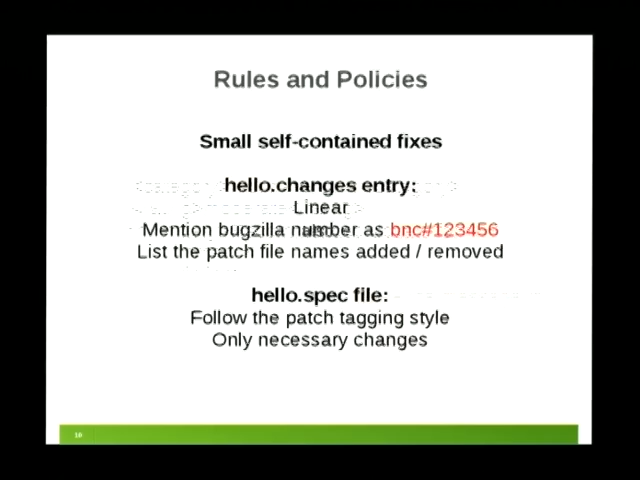 Rules and Policies
Small self-contained fixes
hello.changes entry:
Linear
Mention bugzilla number as bnc#123456
List the patch file names added / removed
hello.spec file:
Follow the patch tagging style
Only necessary changes
10